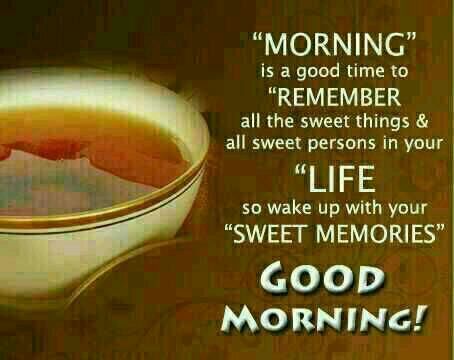 “MORNING”
is a good time to
“REMEMBER
all the sweet things &
all sweet persons in your
“LIFE
so wake up with your
“SWEET MEMORIES”
GOOD
MORNING!